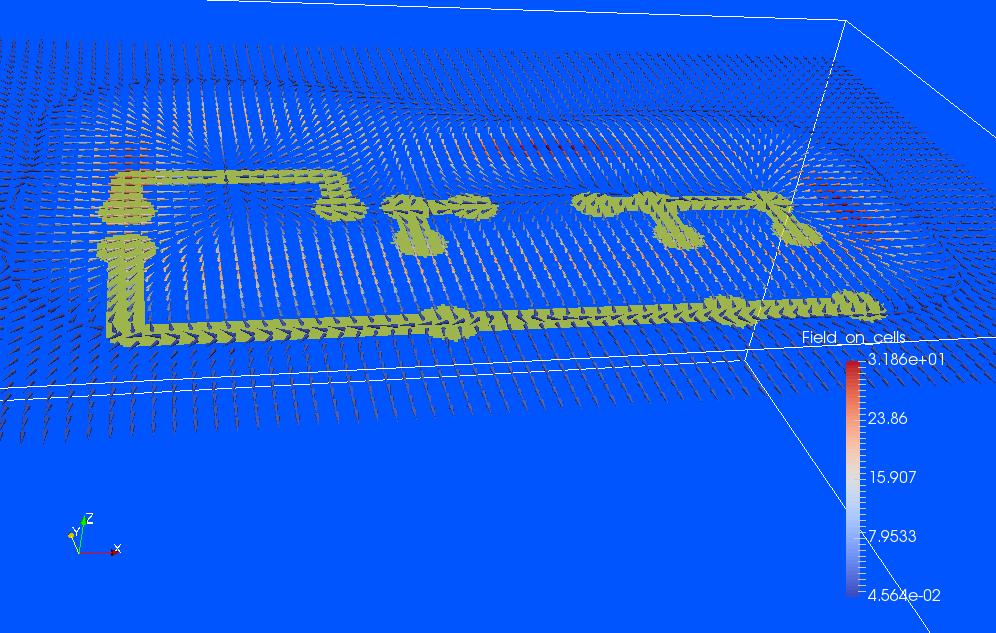 Field_on_cells
3.186e+01
23.86
15.907
7.9533
4.564e-02
Z
Y
X